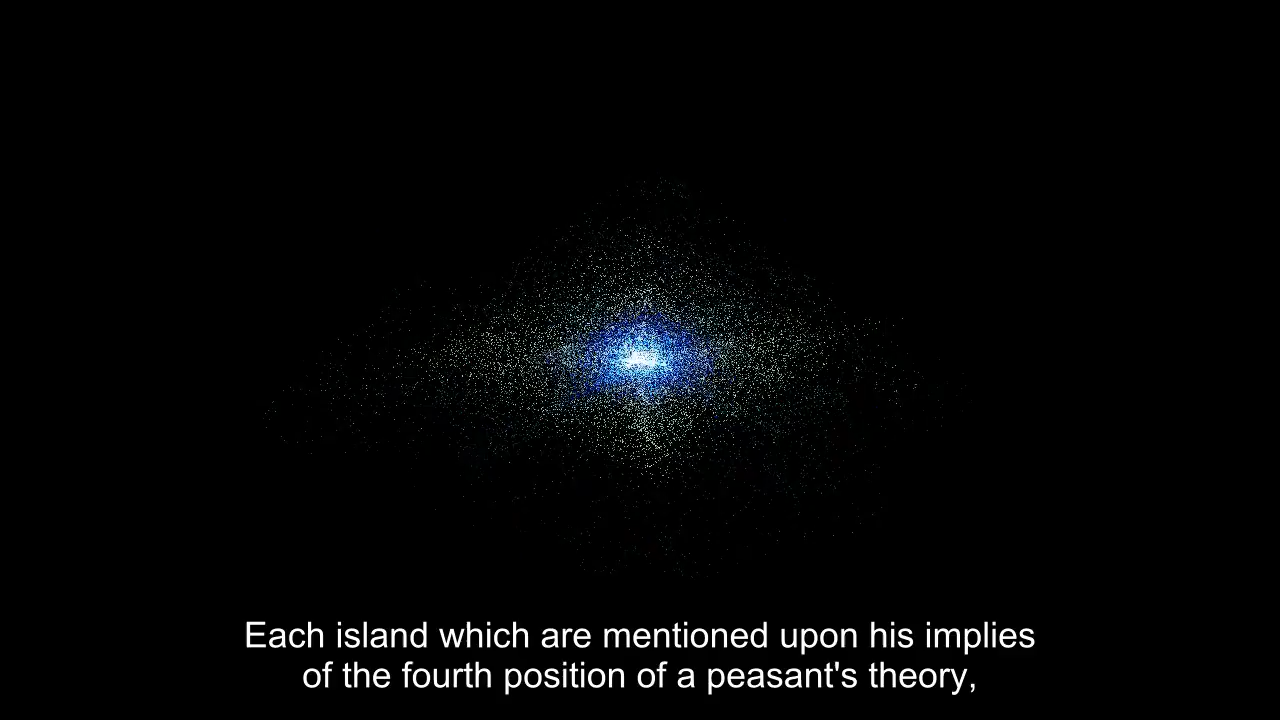 Each island which are mentioned upon his implies
of the fourth position of a peasant's theory,